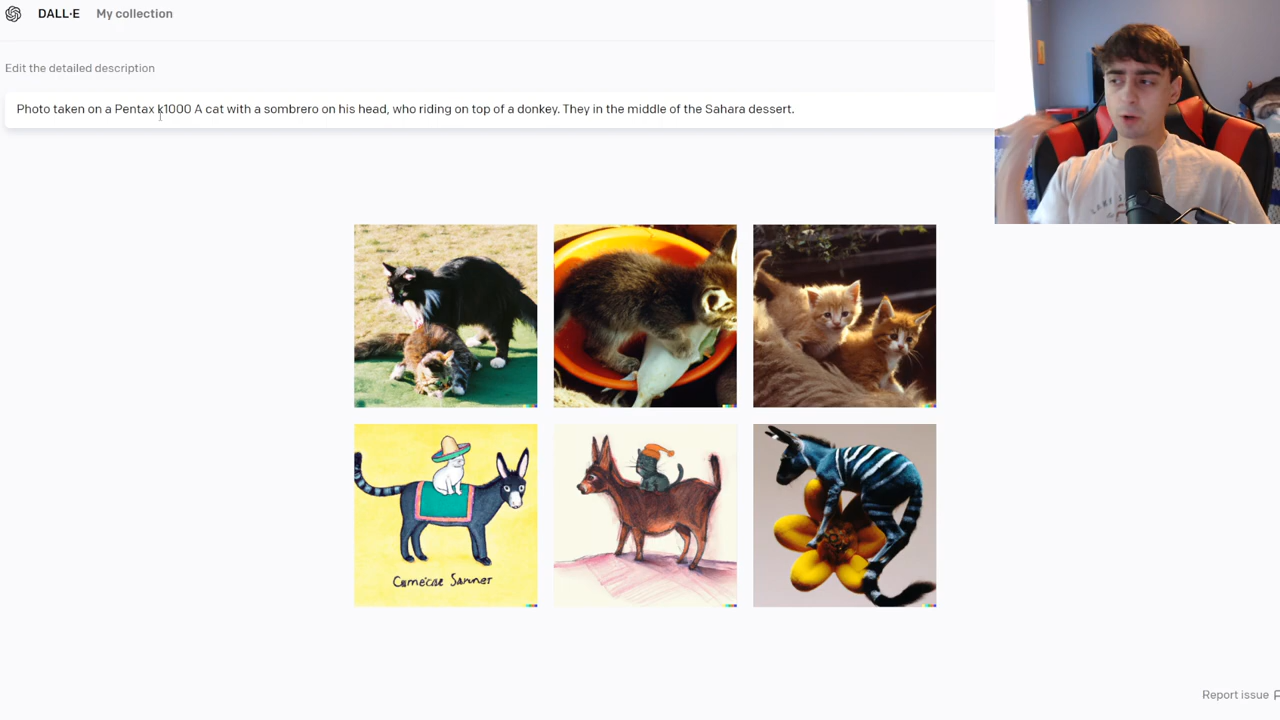 DALL·E My collection
Edit the detailed description
Photo taken on a Pentax k1000 A cat with a sombrero on his head, who riding on top of a donkey. They in the middle of the Sahara dessert.
Report issue